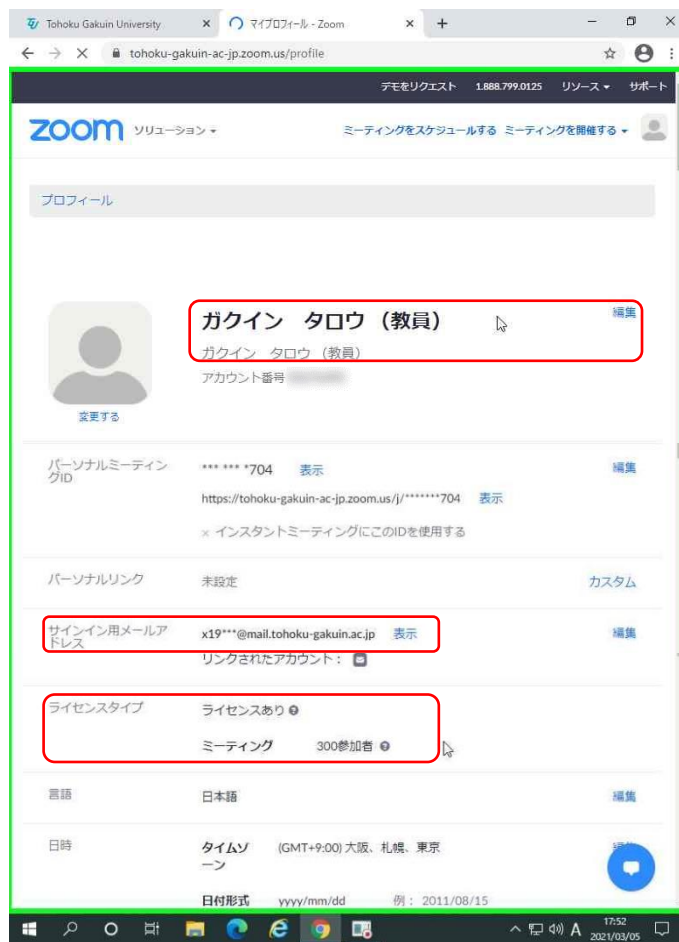 Tohoku Gakuin University
マイプロフィール - Zoom
tohoku-gakuin-ac-jp.zoom.us/profile
デモをリクエスト 1.888.799.0125 リソース サポート
zoom ソリューション ミーティングをスケジュールする ミーティングを開催する
プロフィール
ガクイン タロウ（教員） 編集
ガクイン タロウ（教員）
アカウント番号
変更する
パーソナルミーティングID *** *** *704 表示 編集
https://tohoku-gakuin-ac-jp.zoom.us/j/*******704 表示
× インスタントミーティングにこのIDを使用する
パーソナルリンク 未設定 カスタム
サインイン用メールアドレス x19***@mail.tohoku-gakuin.ac.jp 表示 編集
リンクされたアカウント：
ライセンスタイプ ライセンスあり
ミーティング 300参加者
言語 日本語 編集
日時 タイムゾーン (GMT+9:00) 大阪、札幌、東京
日付形式 yyyy/mm/dd 例： 2011/08/15
A 17:52
2021/03/05